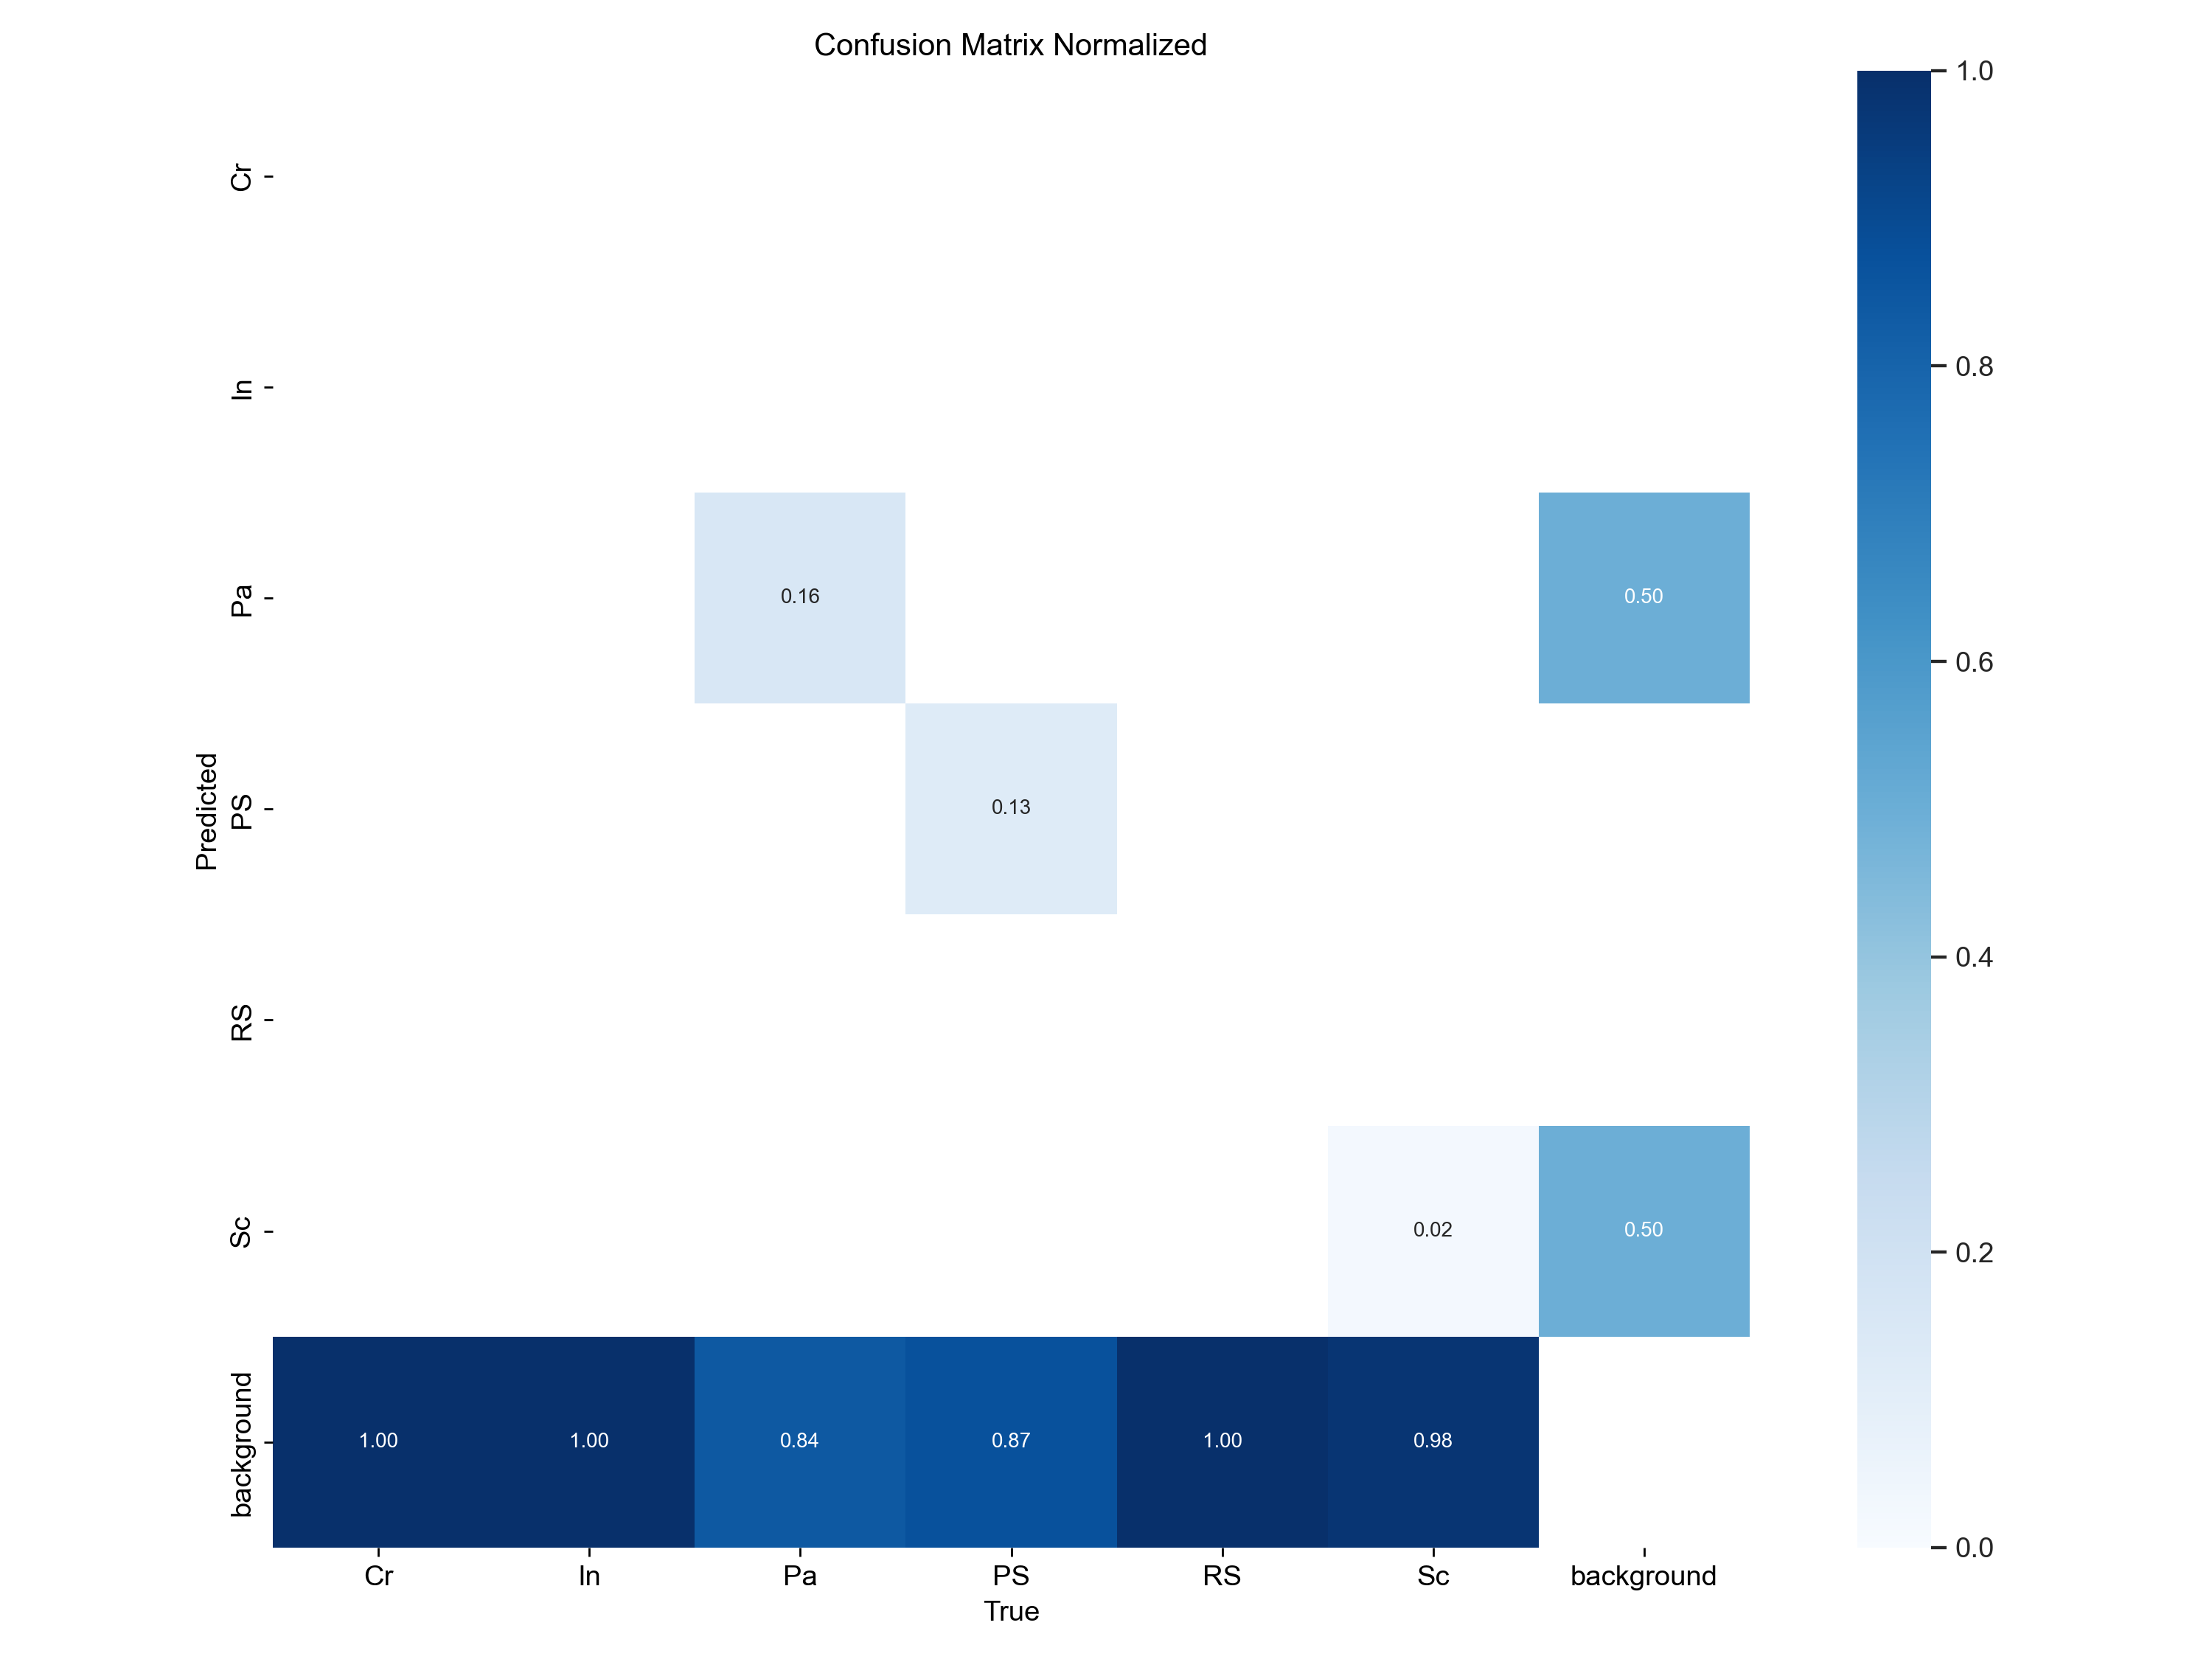 Confusion Matrix Normalized
Cr
In
Pa
PS
RS
Sc
background
Predicted
0.16
0.50
0.13
0.02
0.50
1.00
1.00
0.84
0.87
1.00
0.98
Cr
In
Pa
PS
RS
Sc
background
True
1.0
0.8
0.6
0.4
0.2
0.0